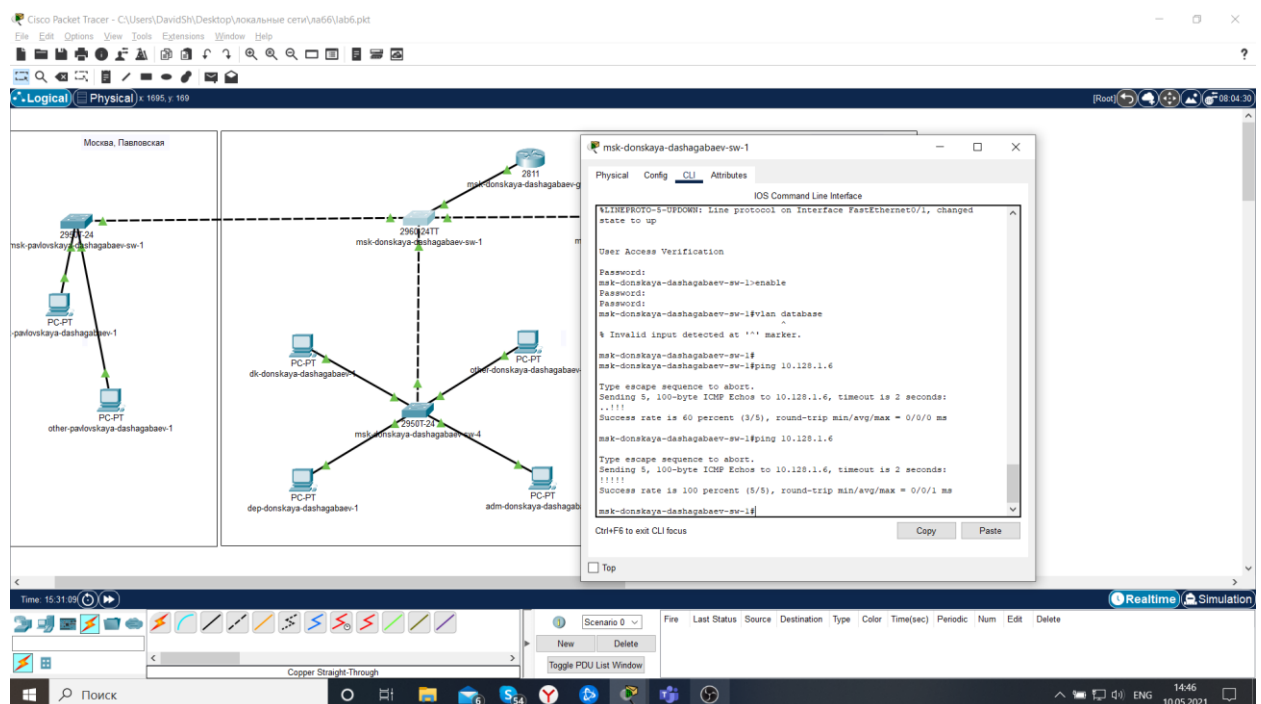 Cisco Packet Tracer - C:\Users\DavidSh\Desktop\локальные сети\ла66\lab6.pkt
File Edit Options View Tools Extensions Window Help
?
Logical Physical x: 1695, y: 169
[Root] 08:04:30
Москва, Павловская
2811
msk-donskaya-dashagabaev-g
2950T-24
msk-pavlovskaya-dashagabaev-sw-1
2960-24TT
msk-donskaya-dashagabaev-sw-1
m
PC-PT
-pavlovskaya-dashagabaev-1
PC-PT
other-pavlovskaya-dashagabaev-1
PC-PT
dk-donskaya-dashagabaev-1
PC-PT
other-donskaya-dashagabaev
2950T-24
msk-donskaya-dashagabaev-sw-4
PC-PT
dep-donskaya-dashagabaev-1
PC-PT
adm-donskaya-dashagab
msk-donskaya-dashagabaev-sw-1
Physical Config CLI Attributes
IOS Command Line Interface
%LINEPROTO-5-UPDOWN: Line protocol on Interface FastEthernet0/1, changed
state to up
User Access Verification
Password:
msk-donskaya-dashagabaev-sw-1>enable
Password:
Password:
msk-donskaya-dashagabaev-sw-1#vlan database
^
% Invalid input detected at '^' marker.
msk-donskaya-dashagabaev-sw-1#
msk-donskaya-dashagabaev-sw-1#ping 10.128.1.6
Type escape sequence to abort.
Sending 5, 100-byte ICMP Echos to 10.128.1.6, timeout is 2 seconds:
..!!!
Success rate is 60 percent (3/5), round-trip min/avg/max = 0/0/0 ms
msk-donskaya-dashagabaev-sw-1#ping 10.128.1.6
Type escape sequence to abort.
Sending 5, 100-byte ICMP Echos to 10.128.1.6, timeout is 2 seconds:
!!!!!
Success rate is 100 percent (5/5), round-trip min/avg/max = 0/0/1 ms
msk-donskaya-dashagabaev-sw-1#
Ctrl+F6 to exit CLI focus
Copy Paste
Top
Time: 15:31:09
Realtime Simulation
Scenario 0
New Delete
Toggle PDU List Window
Fire Last Status Source Destination Type Color Time(sec) Periodic Num Edit Delete
Copper Straight-Through
Поиск
6
54
ENG
14:46
10.05.2021